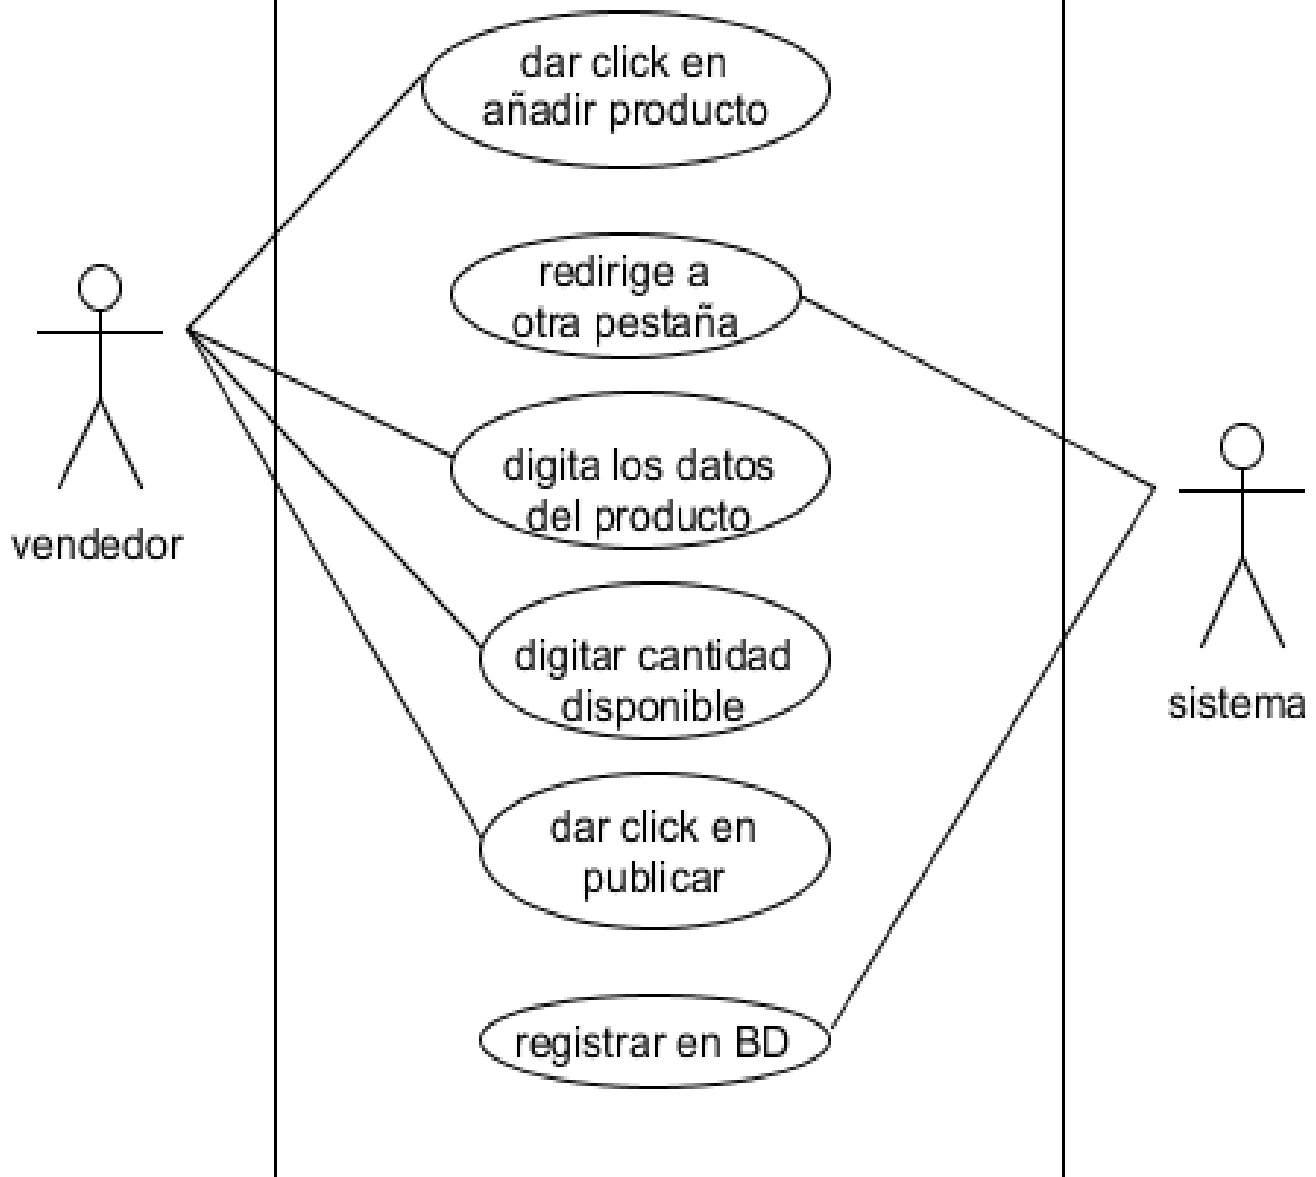 dar click en
añadir producto
redirige a
otra pestaña
digita los datos
del producto
vendedor
digitar cantidad
disponible
sistema
dar click en
publicar
registrar en BD